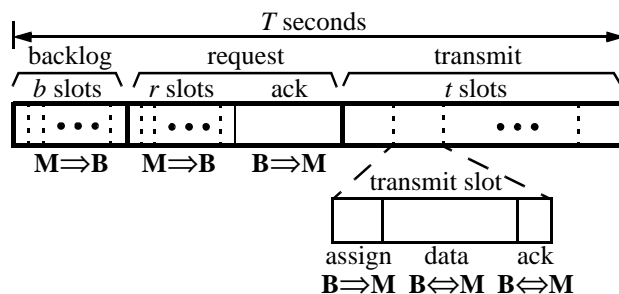 T seconds
backlog request transmit
b slots r slots ack t slots
M⇒B M⇒B B⇒M
transmit slot
assign data ack
B⇒M B⇔M B⇔M